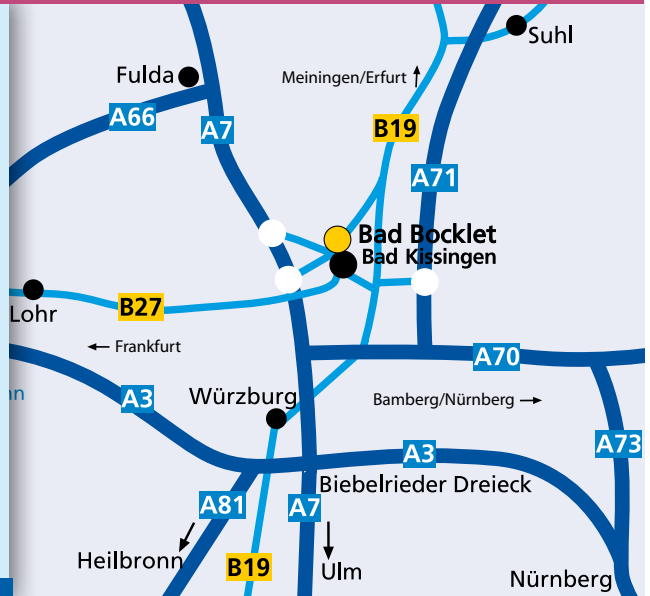 Suhl
Fulda
Meiningen/Erfurt ↑
A66
A7
B19
A71
Bad Bocklet
Bad Kissingen
Lohr
B27
← Frankfurt
A70
A3
Würzburg
Bamberg/Nürnberg →
A73
A3
Biebelrieder Dreieck
A81
A7
Heilbronn
B19
Ulm
Nürnberg